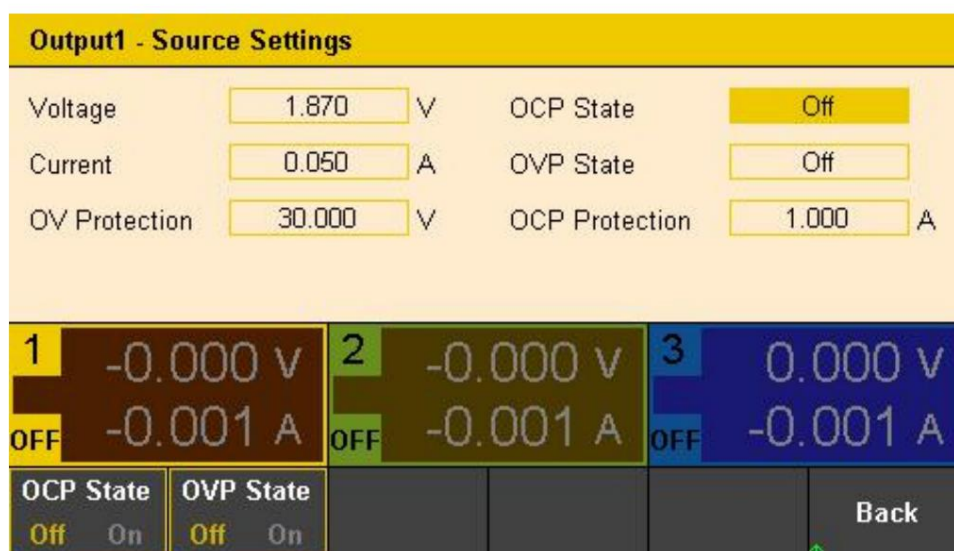 Output1 - Source Settings
Voltage 1.870 V OCP State Off
Current 0.050 A OVP State Off
OV Protection 30.000 V OCP Protection 1.000 A
1 -0.000 V 2 -0.000 V 3 0.000 V
OFF -0.001 A OFF -0.001 A OFF -0.001 A
OCP State OVP State
Off On Off On Back